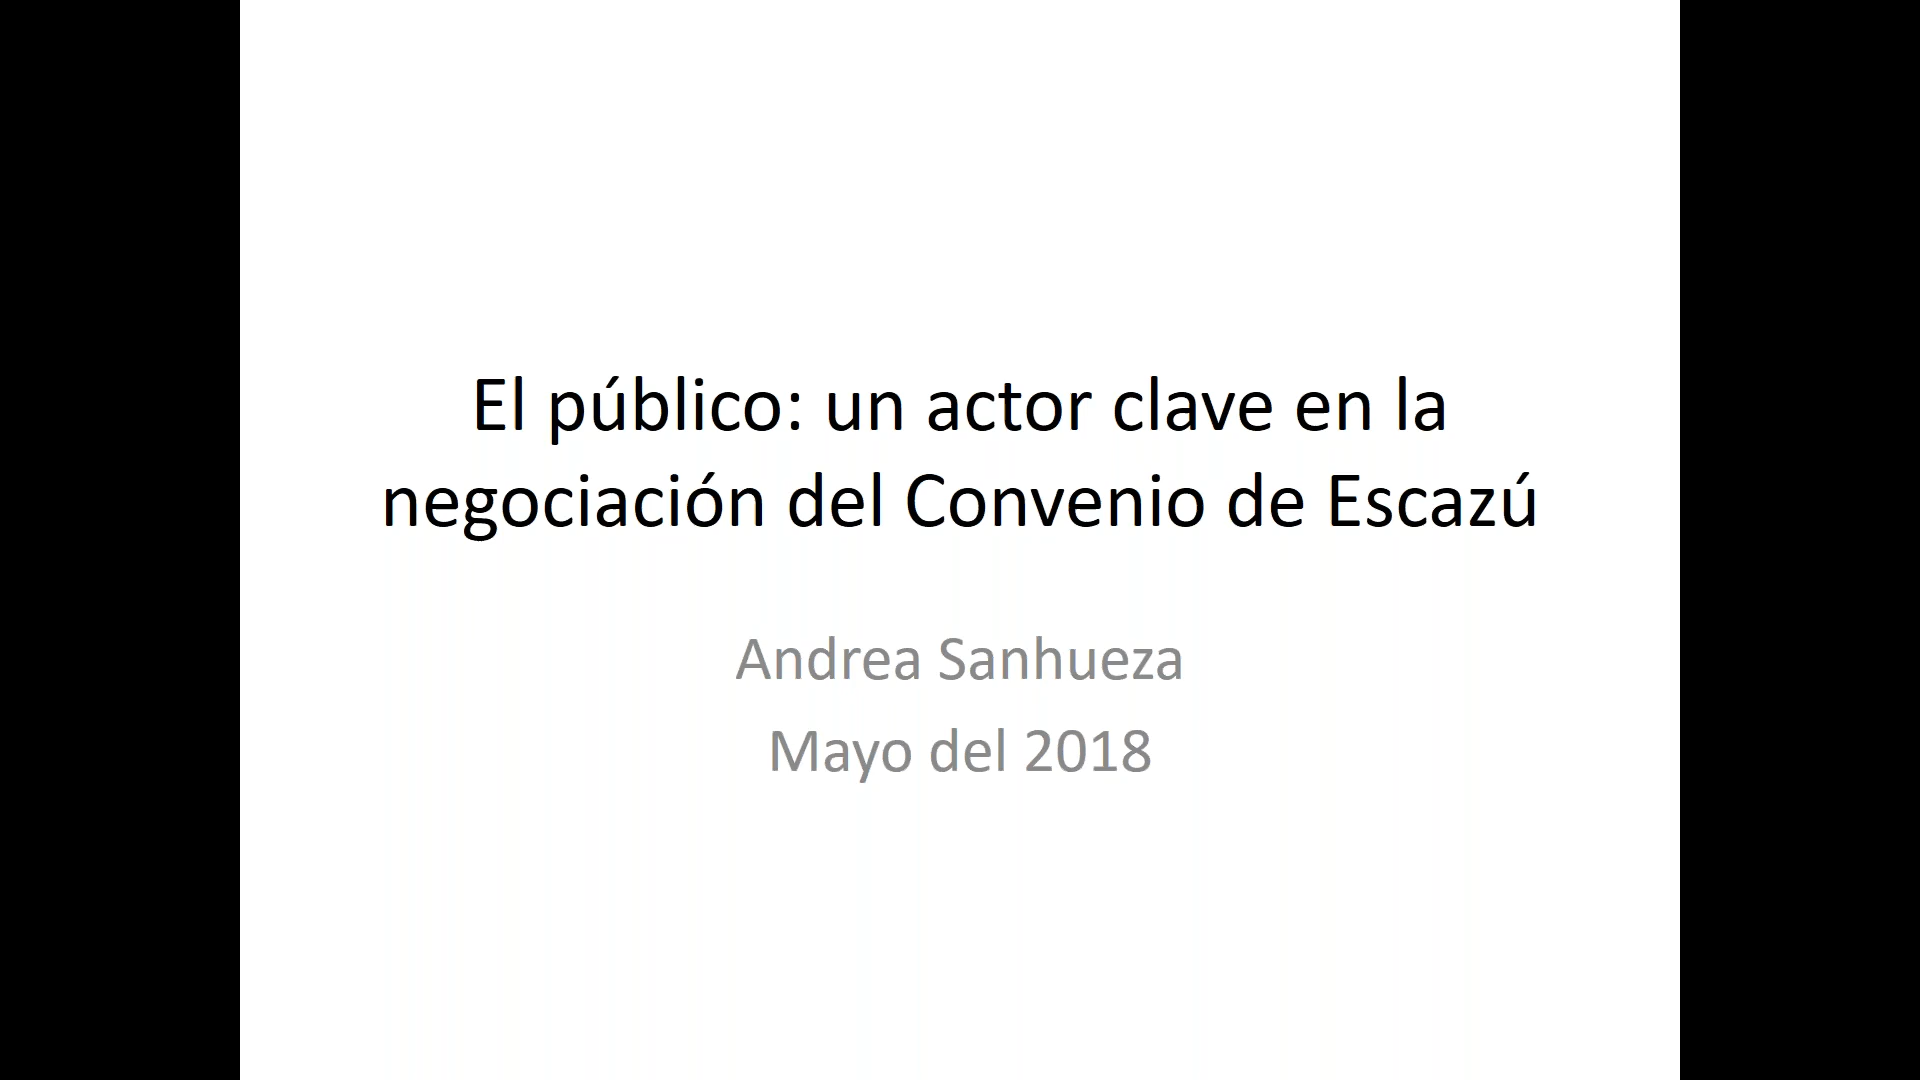 El público: un actor clave en la
negociación del Convenio de Escazú
Andrea Sanhueza
Mayo del 2018